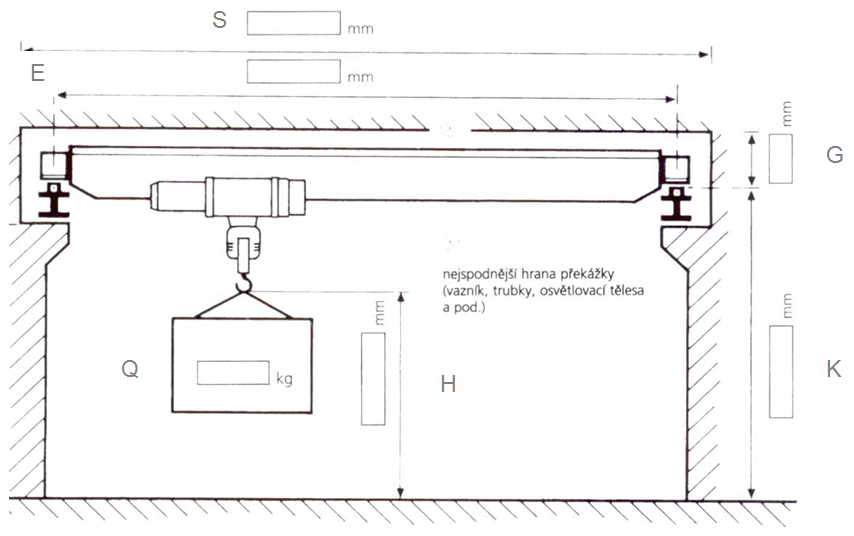 S mm
E mm
mm
G
nejspodnější hrana překážky
(vazník, trubky, osvětlovací tělesa
a pod.)
mm
mm
Q kg H K